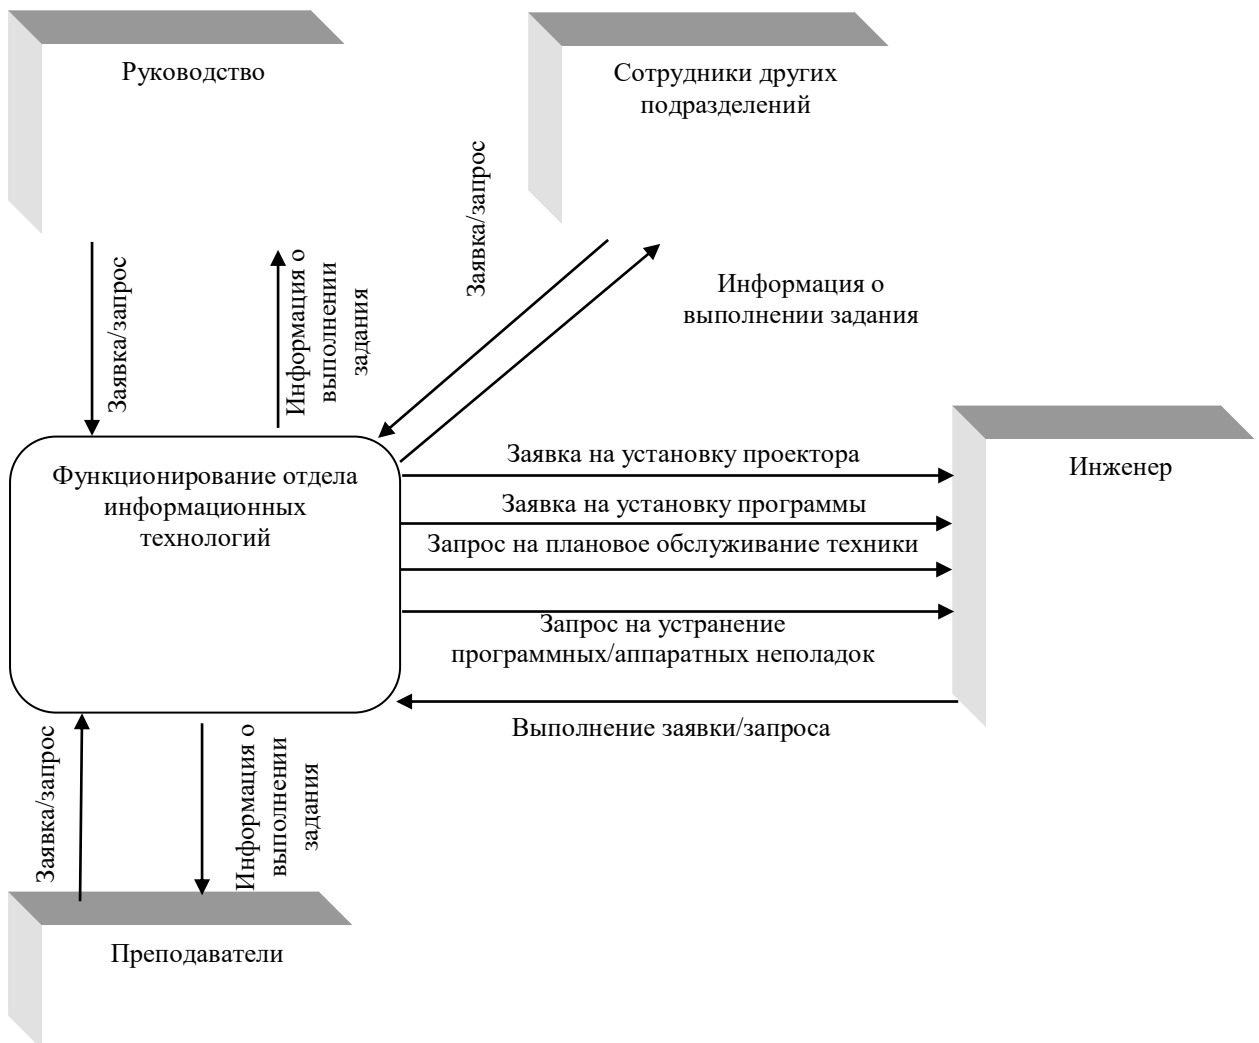 Руководство
Сотрудники других
подразделений
Заявка/запрос
Заявка/запрос
Информация о
выполнении
задания
Информация о
выполнении задания
Функционирование отдела
информационных
технологий
Заявка на установку проектора
Заявка на установку программы
Запрос на плановое обслуживание техники
Запрос на устранение
программных/аппаратных неполадок
Выполнение заявки/запроса
Инженер
Заявка/запрос
Информация о
выполнении
задания
Преподаватели